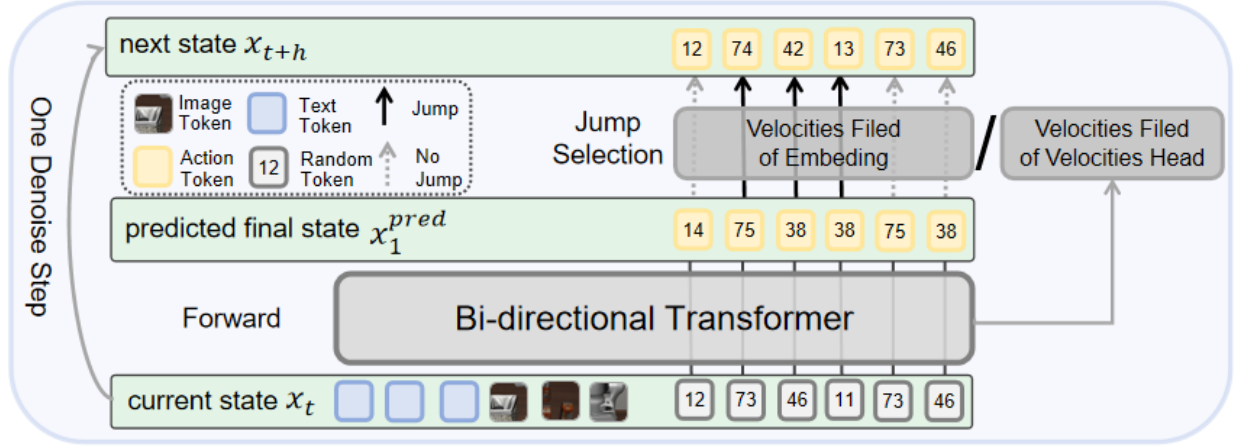 next state x_{t+h} 12 74 42 13 73 46
Image Token Text Token Jump
Action Token 12 Random Token No Jump
Jump Selection
Velocities Filed of Embeding / Velocities Filed of Velocities Head
predicted final state x_1^{pred} 14 75 38 38 75 38
Forward Bi-directional Transformer
current state x_t 12 73 46 11 73 46
One Denoise Step